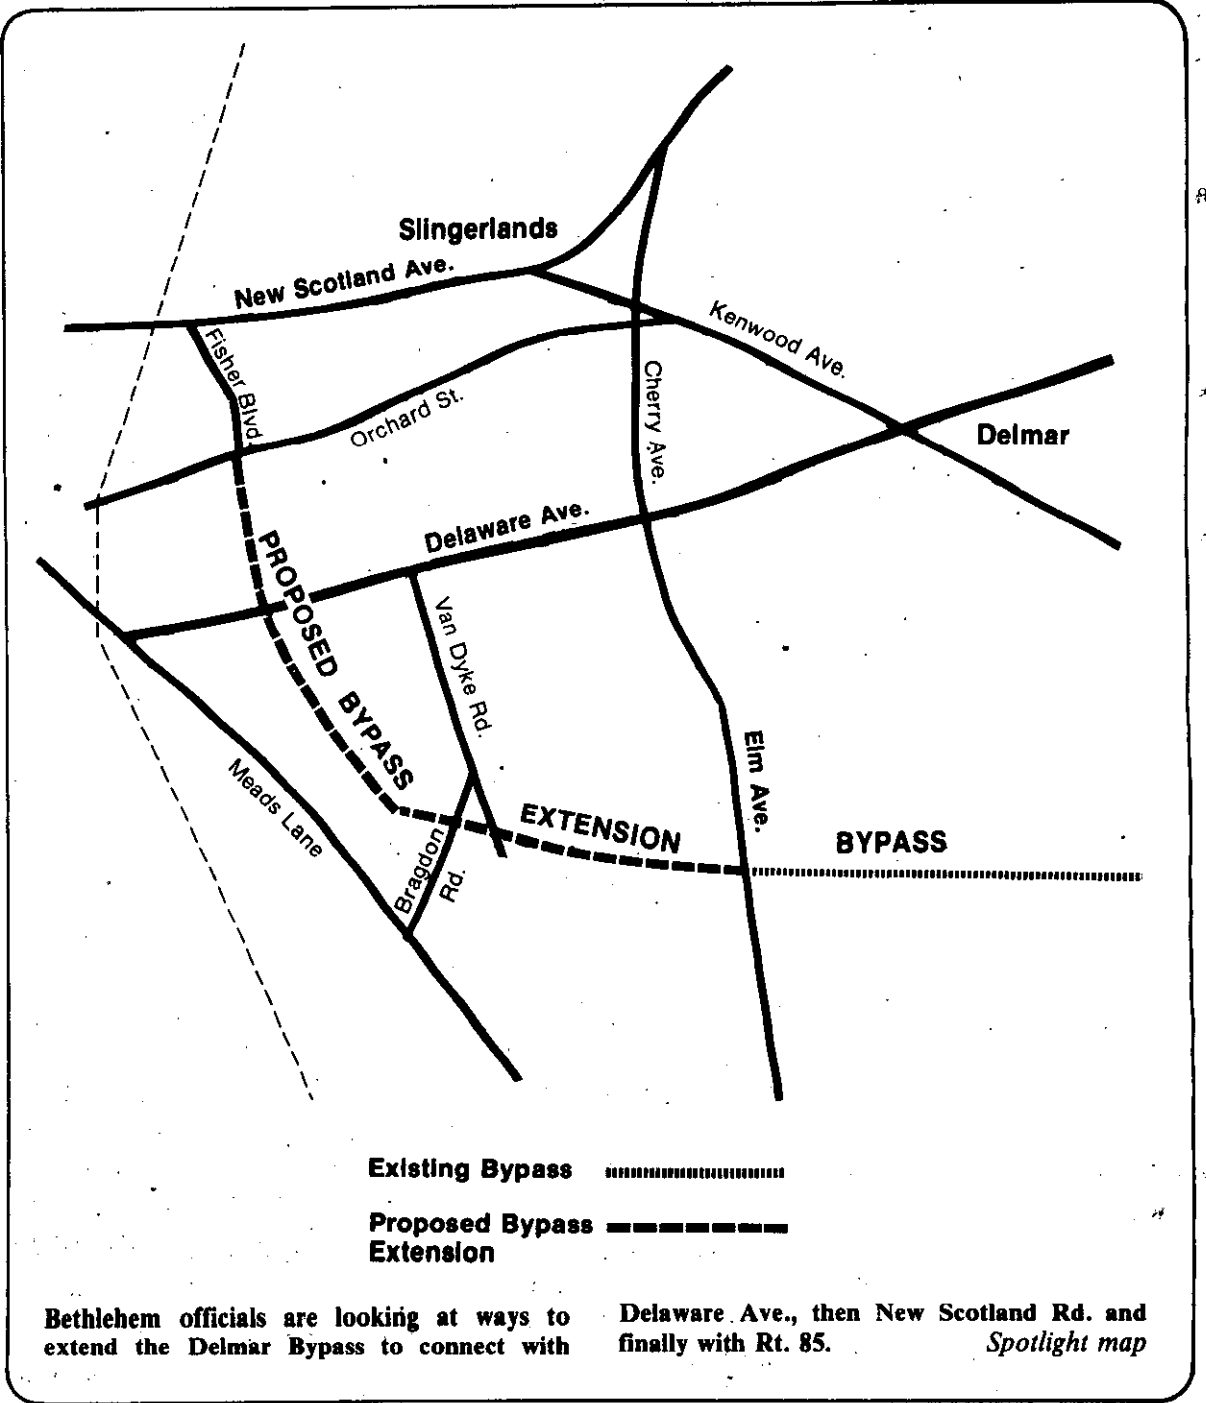 Slingerlands
New Scotland Ave.
Kenwood Ave.
Fisher Blvd.
Orchard St.
Cherry Ave.
Delmar
Delaware Ave.
PROPOSED BYPASS
Van Dyke Rd.
Meads Lane
Elm Ave.
EXTENSION
BYPASS
Bragdon
Rd.
Existing Bypass
Proposed Bypass
Extension
Bethlehem officials are looking at ways to
extend the Delmar Bypass to connect with
Delaware Ave., then New Scotland Rd. and
finally with Rt. 85. Spotlight map